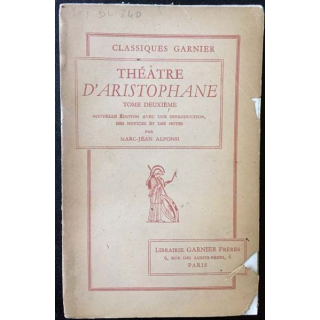 CLASSIQUES GARNIER
THÉÂTRE
D'ARISTOPHANE
TOME DEUXIÈME
NOUVELLE ÉDITION AVEC UNE INTRODUCTION,
DES NOTICES ET DES NOTES
PAR
MARC-JEAN ALFONSI
LIBRAIRIE GARNIER FRÈRES
6, RUE DES SAINTS-PÈRES, 6
PARIS